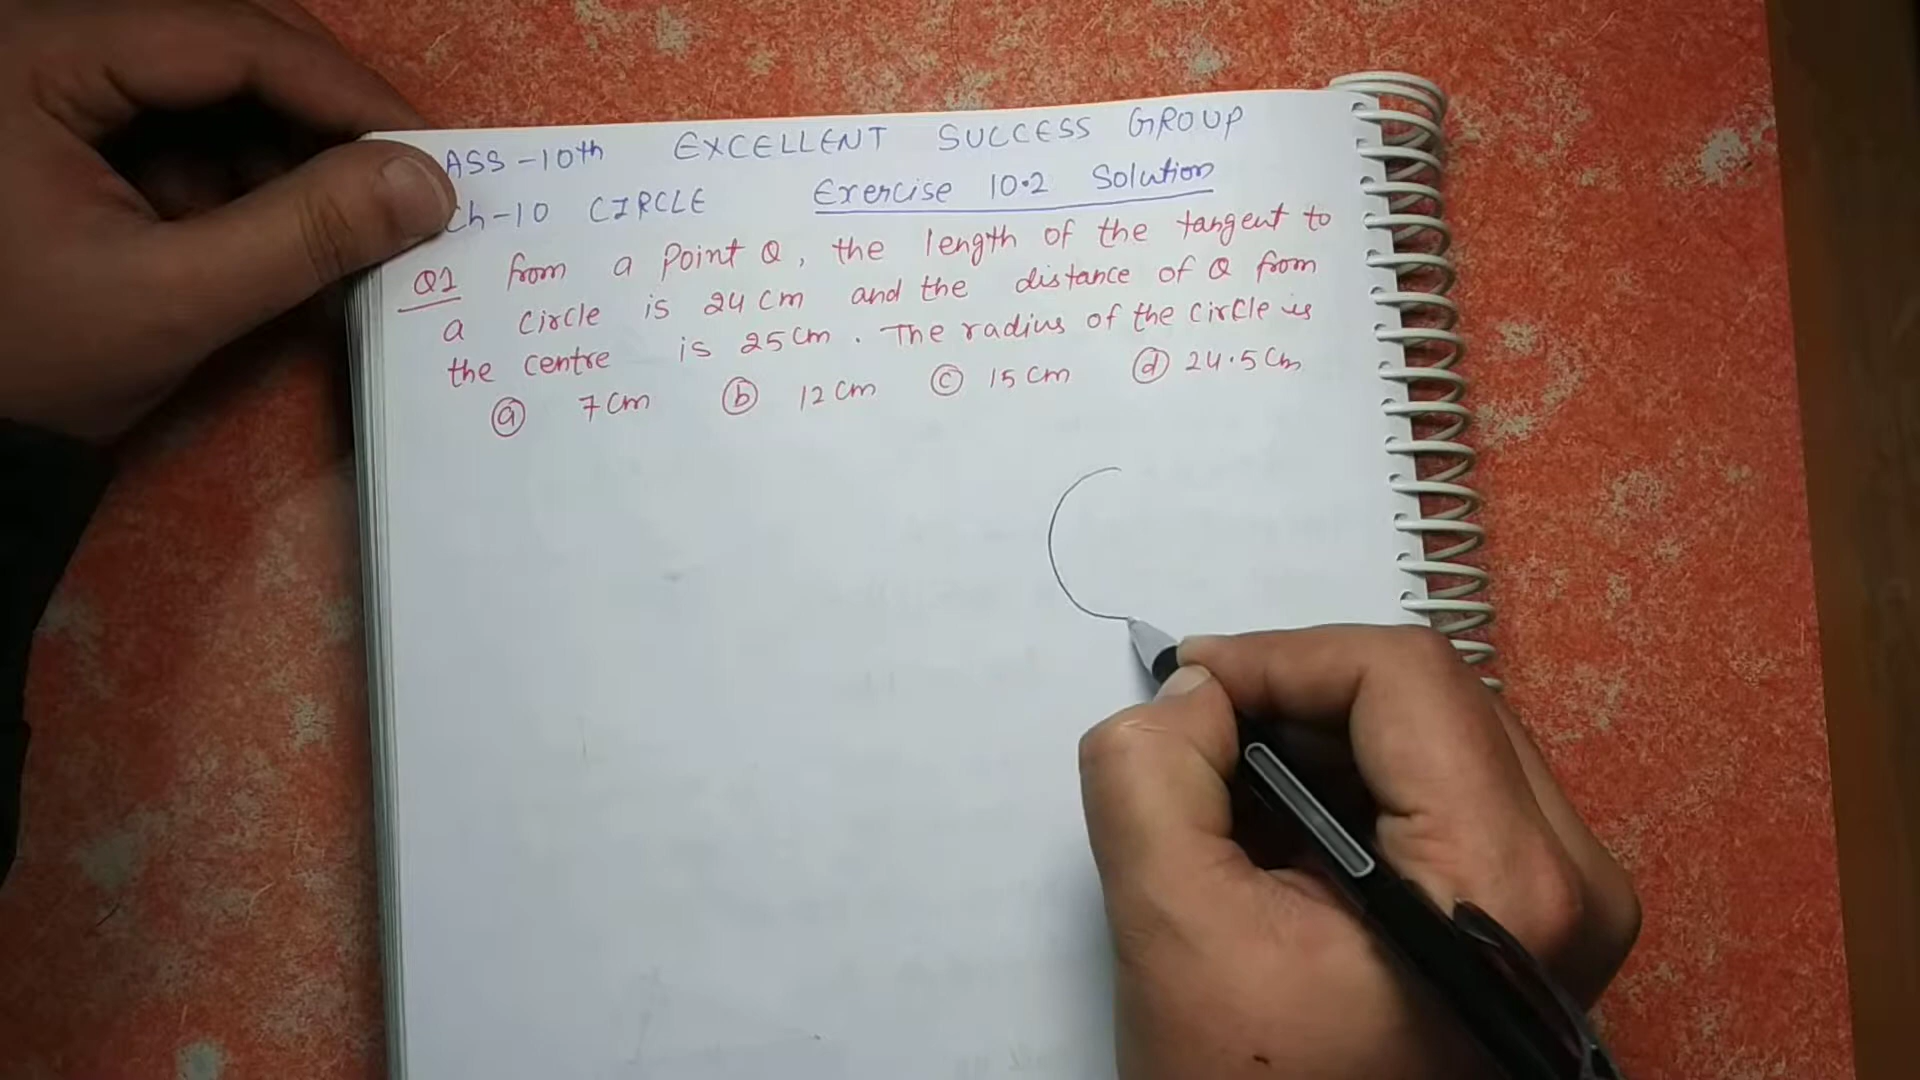 ASS-10th EXCELLENT SUCCESS GROUP
Ch-10 CIRCLE Exercise 10.2 Solution
Q1 from a point Q, the length of the tangent to
a circle is 24 cm and the distance of Q from
the centre is 25 cm. The radius of the circle is
(a) 7 cm (b) 12 cm (c) 15 cm (d) 24.5 cm